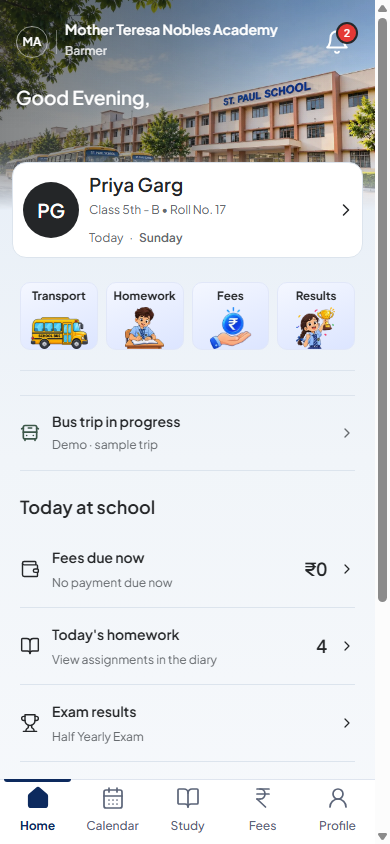 MA
Mother Teresa Nobles Academy
Barmer
2
Good Evening,
ST. PAUL SCHOOL
PG
Priya Garg
Class 5th - B • Roll No. 17
Today · Sunday
Transport
Homework
Fees
Results
SCHOOL BUS
₹
Bus trip in progress
Demo · sample trip
Today at school
Fees due now
₹0
No payment due now
Today's homework
4
View assignments in the diary
Exam results
Half Yearly Exam
Home
Calendar
Study
₹
Fees
Profile